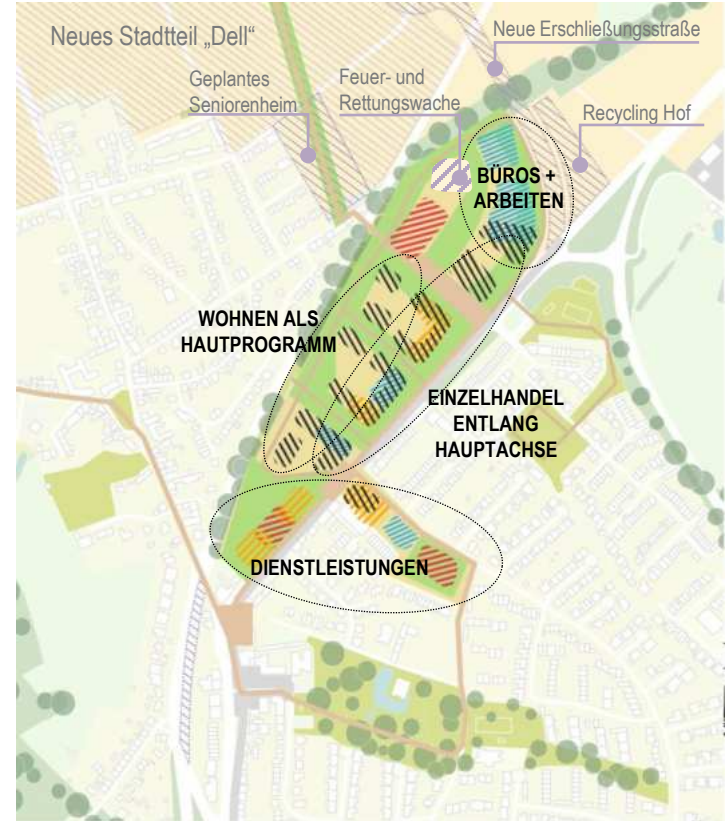 Neues Stadtteil „Dell“
Neue Erschließungsstraße
Geplantes
Seniorenheim
Feuer- und
Rettungswache
Recycling Hof
BÜROS +
ARBEITEN
WOHNEN ALS
HAUTPROGRAMM
EINZELHANDEL
ENTLANG
HAUPTACHSE
DIENSTLEISTUNGEN